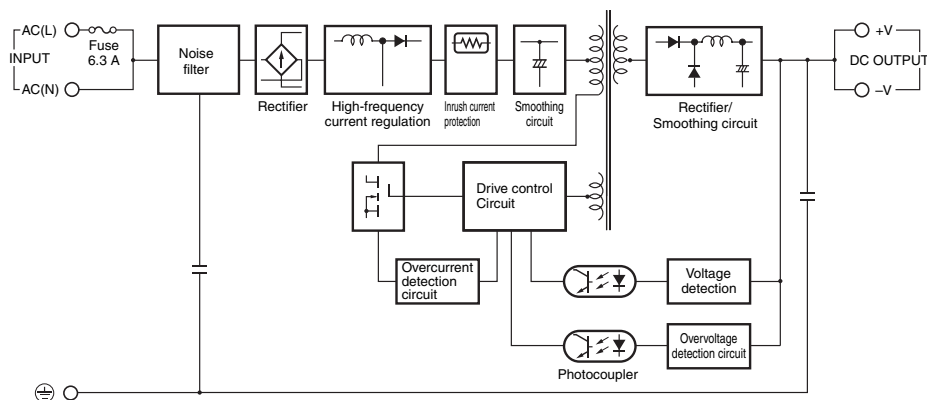 AC(L)
INPUT
AC(N)
Fuse
6.3 A
Noise
filter
Rectifier
High-frequency
current regulation
Inrush current
protection
Smoothing
circuit
Rectifier/
Smoothing circuit
+V
DC OUTPUT
–V
Drive control
Circuit
Overcurrent
detection
circuit
Voltage
detection
Overvoltage
detection circuit
Photocoupler